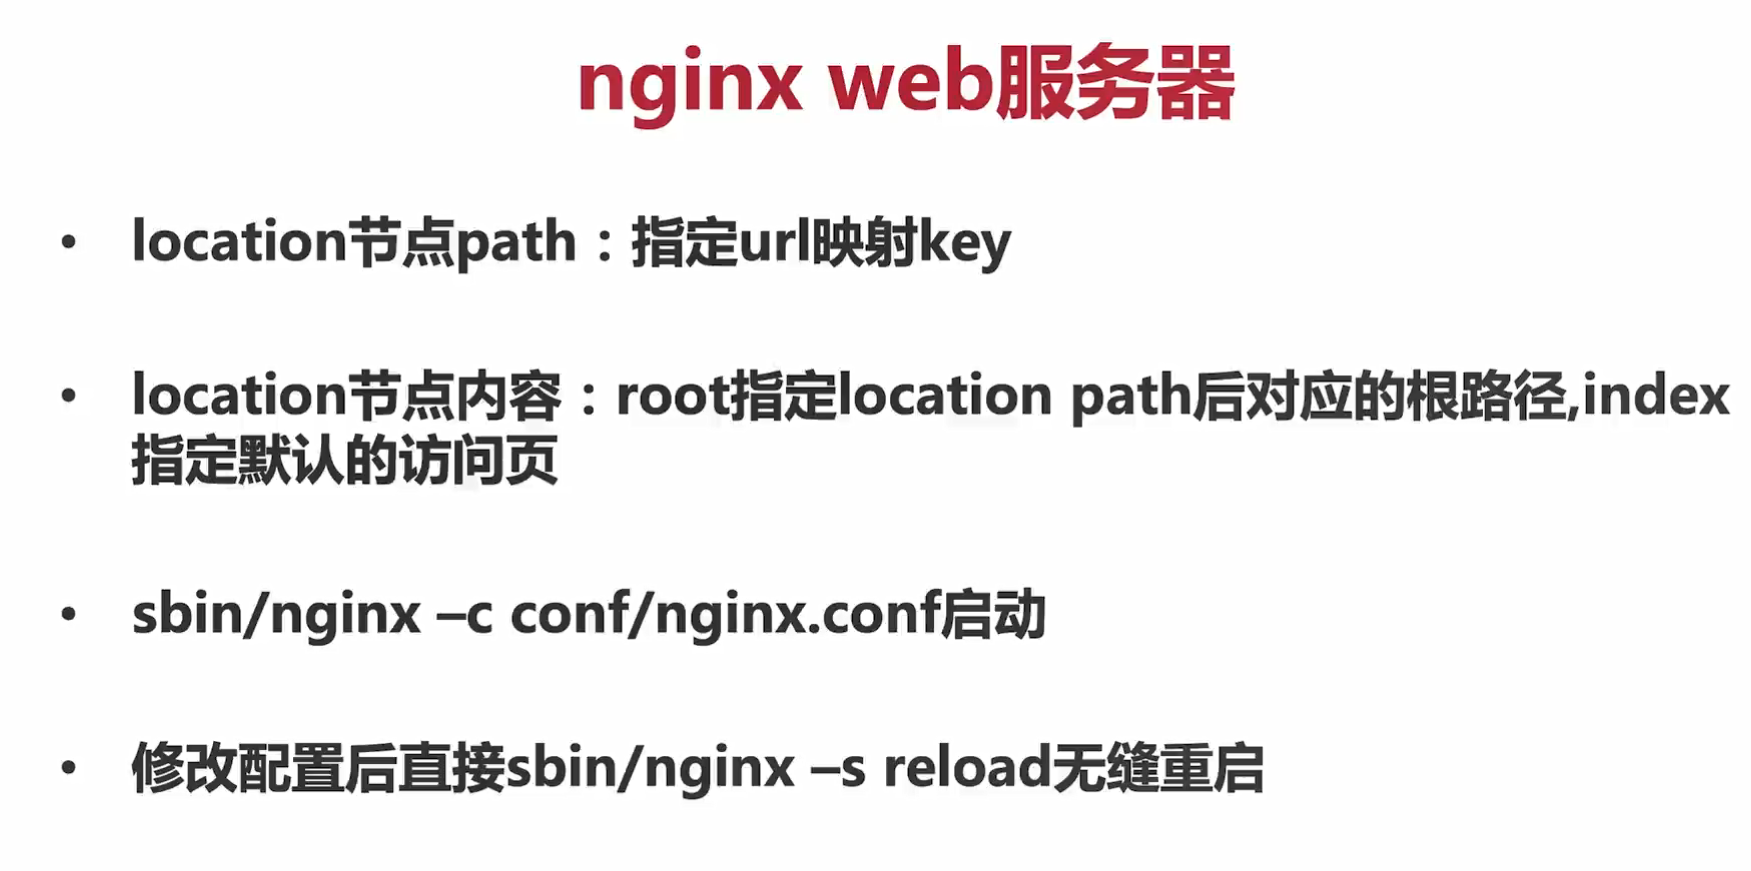 nginx web服务器
• location节点path：指定url映射key
• location节点内容：root指定location path后对应的根路径,index
指定默认的访问页
• sbin/nginx –c conf/nginx.conf启动
• 修改配置后直接sbin/nginx –s reload无缝重启